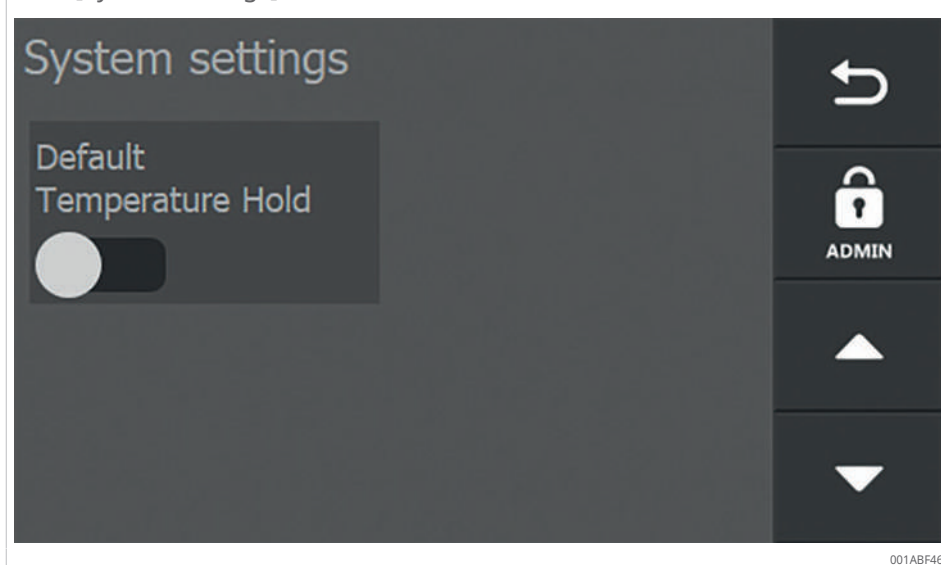 System settings
Default
Temperature Hold
ADMIN
001ABF46